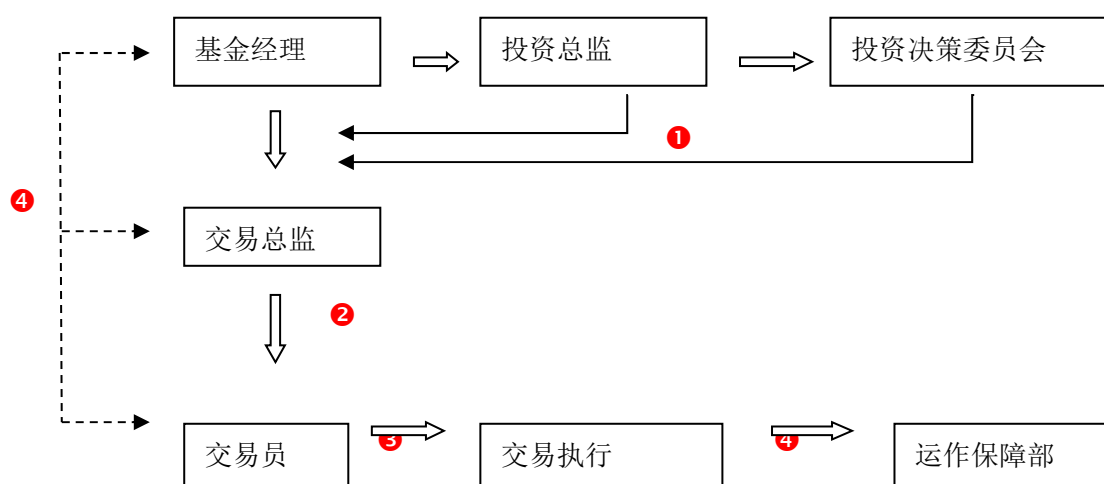 基金经理
投资总监
投资决策委员会
❶
❹
交易总监
❷
交易员
❸
交易执行
❹
运作保障部